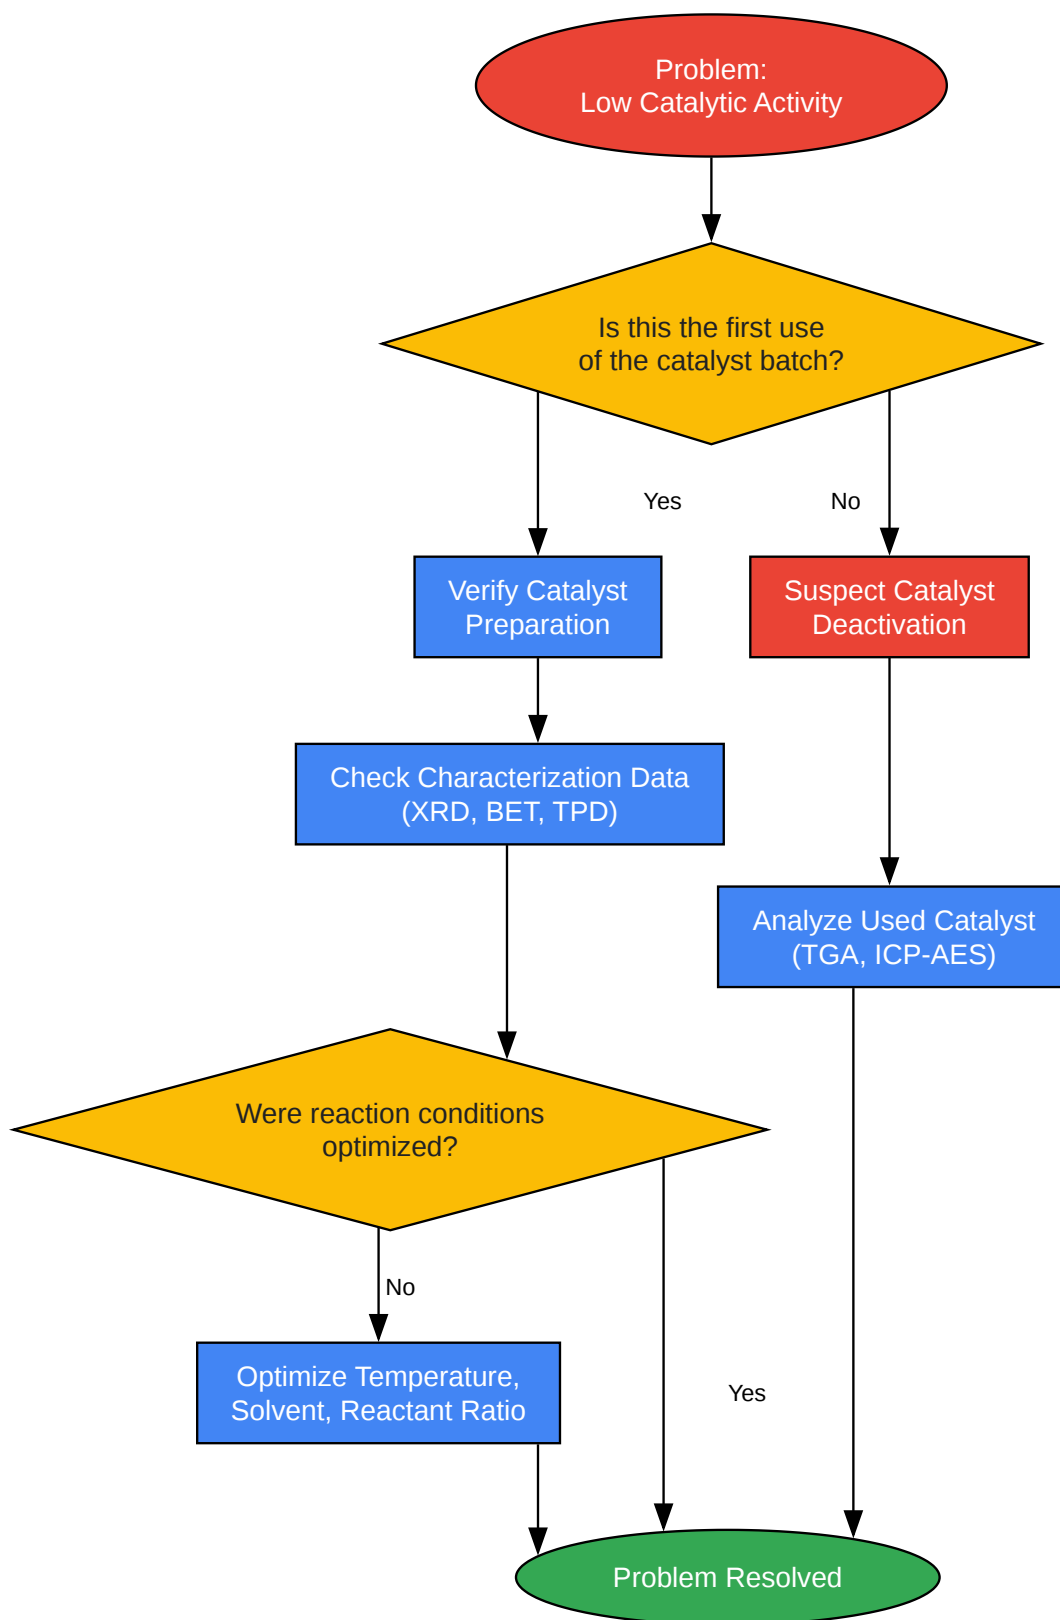 Problem:
Low Catalytic Activity
Is this the first use
of the catalyst batch?
Yes
No
Verify Catalyst
Preparation
Suspect Catalyst
Deactivation
Check Characterization Data
(XRD, BET, TPD)
Analyze Used Catalyst
(TGA, ICP-AES)
Were reaction conditions
optimized?
No
Optimize Temperature,
Solvent, Reactant Ratio
Yes
Problem Resolved